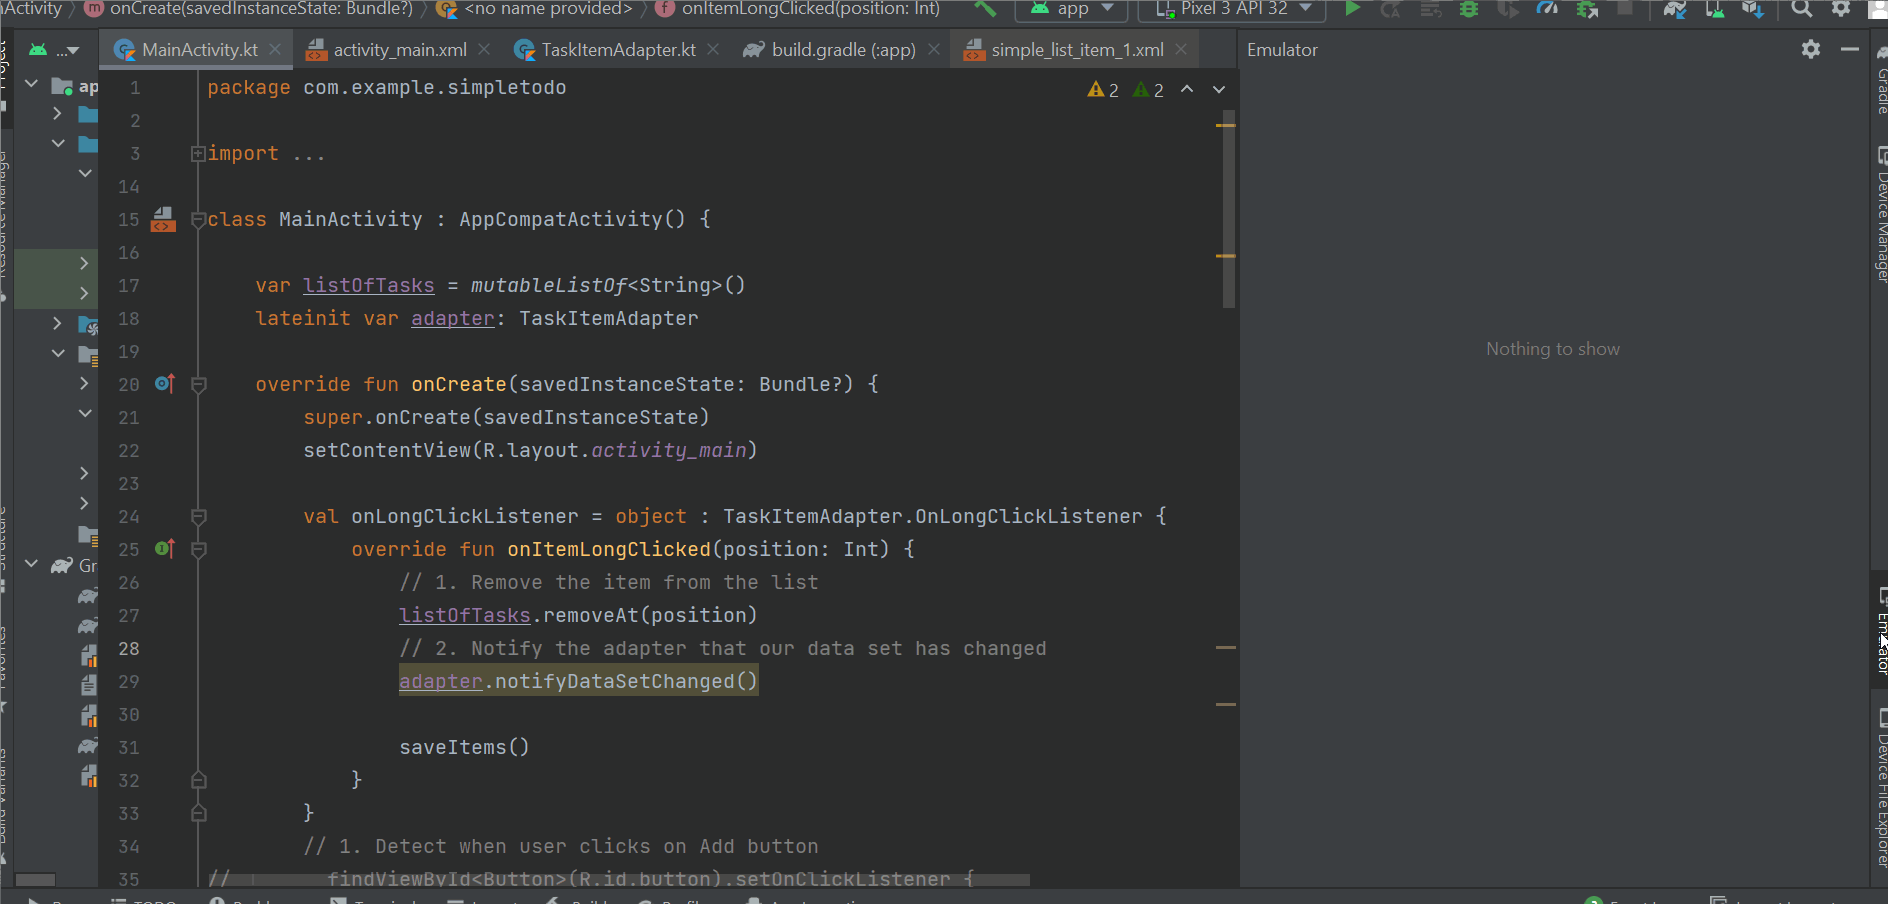 nActivity onCreate(savedInstanceState: Bundle?) <no name provided> onItemLongClicked(position: Int) app Pixel 3 API 32
... MainActivity.kt activity_main.xml TaskItemAdapter.kt build.gradle (:app) simple_list_item_1.xml Emulator
ap
1 package com.example.simpletodo 2 2
2
3 import ...
14
15 class MainActivity : AppCompatActivity() {
16
17 var listOfTasks = mutableListOf<String>()
18 lateinit var adapter: TaskItemAdapter
19
20 override fun onCreate(savedInstanceState: Bundle?) {
21 super.onCreate(savedInstanceState)
22 setContentView(R.layout.activity_main)
23
24 val onLongClickListener = object : TaskItemAdapter.OnLongClickListener {
25 override fun onItemLongClicked(position: Int) {
26 // 1. Remove the item from the list
27 listOfTasks.removeAt(position)
28 // 2. Notify the adapter that our data set has changed
29 adapter.notifyDataSetChanged()
30
31 saveItems()
32 }
33 }
34 // 1. Detect when user clicks on Add button
35 // findViewById<Button>(R.id.button).setOnClickListener {
Gr
Nothing to show
Gradle
Device Manager
Emulator
Device File Explorer
Resource Manager
Structure
Favorites
Build Variants